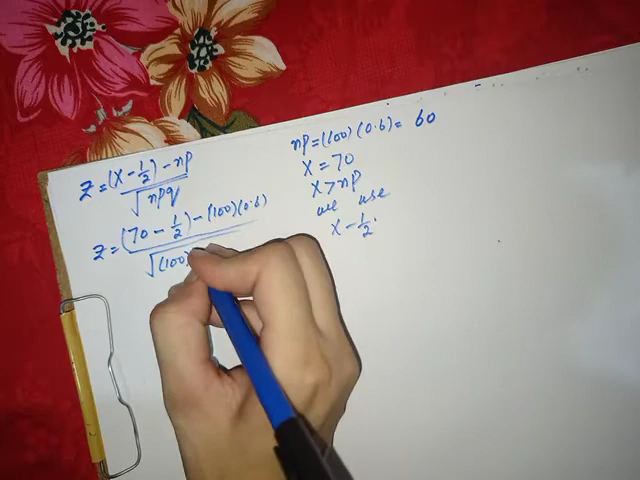 Z = (X - 1/2) - np
√npq
Z = (70 - 1/2) - (100)(0.6)
√(100)
np = (100)(0.6) = 60
X = 70
X > np
we use
X - 1/2.